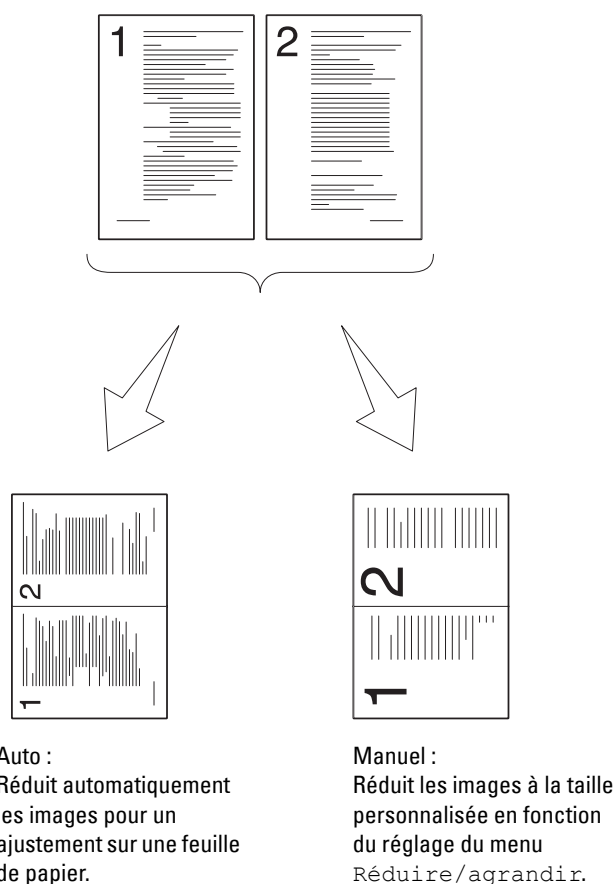 1
2
2
1
2
1
Auto :
Réduit automatiquement
les images pour un
ajustement sur une feuille
de papier.
Manuel :
Réduit les images à la taille
personnalisée en fonction
du réglage du menu
Réduire/agrandir.